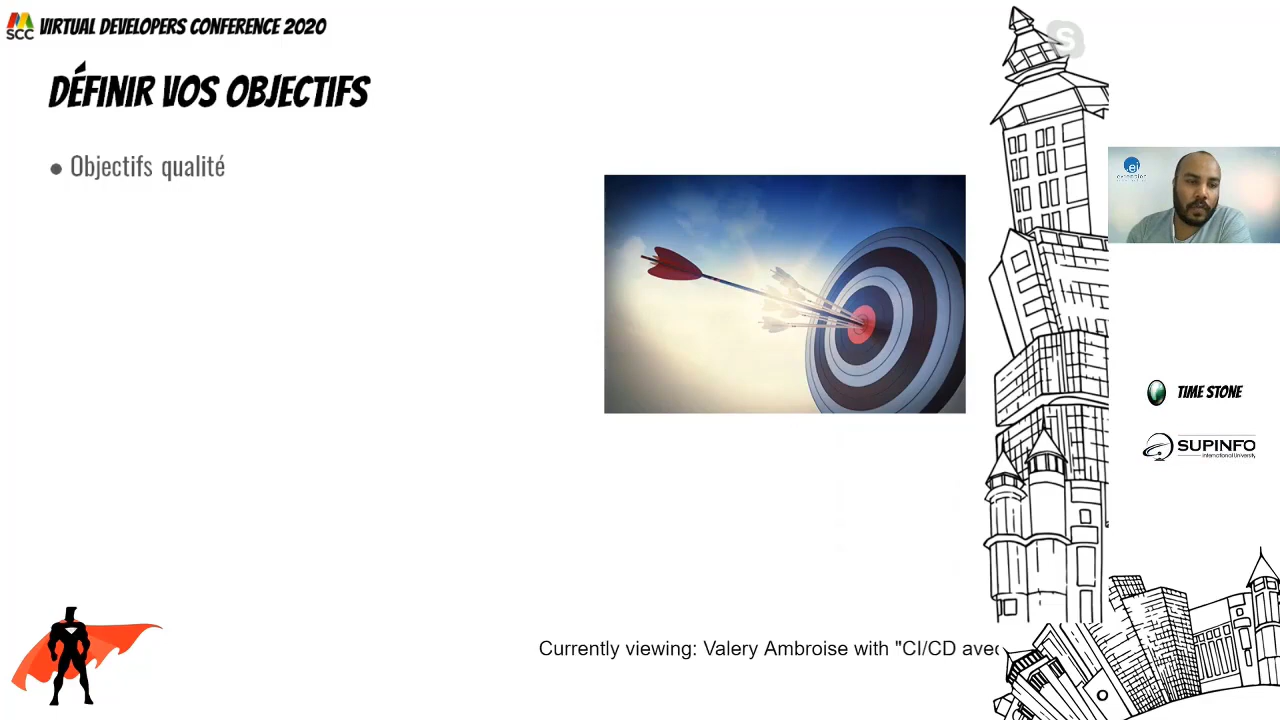 SCC
VIRTUAL DEVELOPERS CONFERENCE 2020
DÉFINIR VOS OBJECTIFS
● Objectifs qualité
S
ei
TIME STONE
SUPINFO
International University
Currently viewing: Valery Ambroise with "CI/CD avec